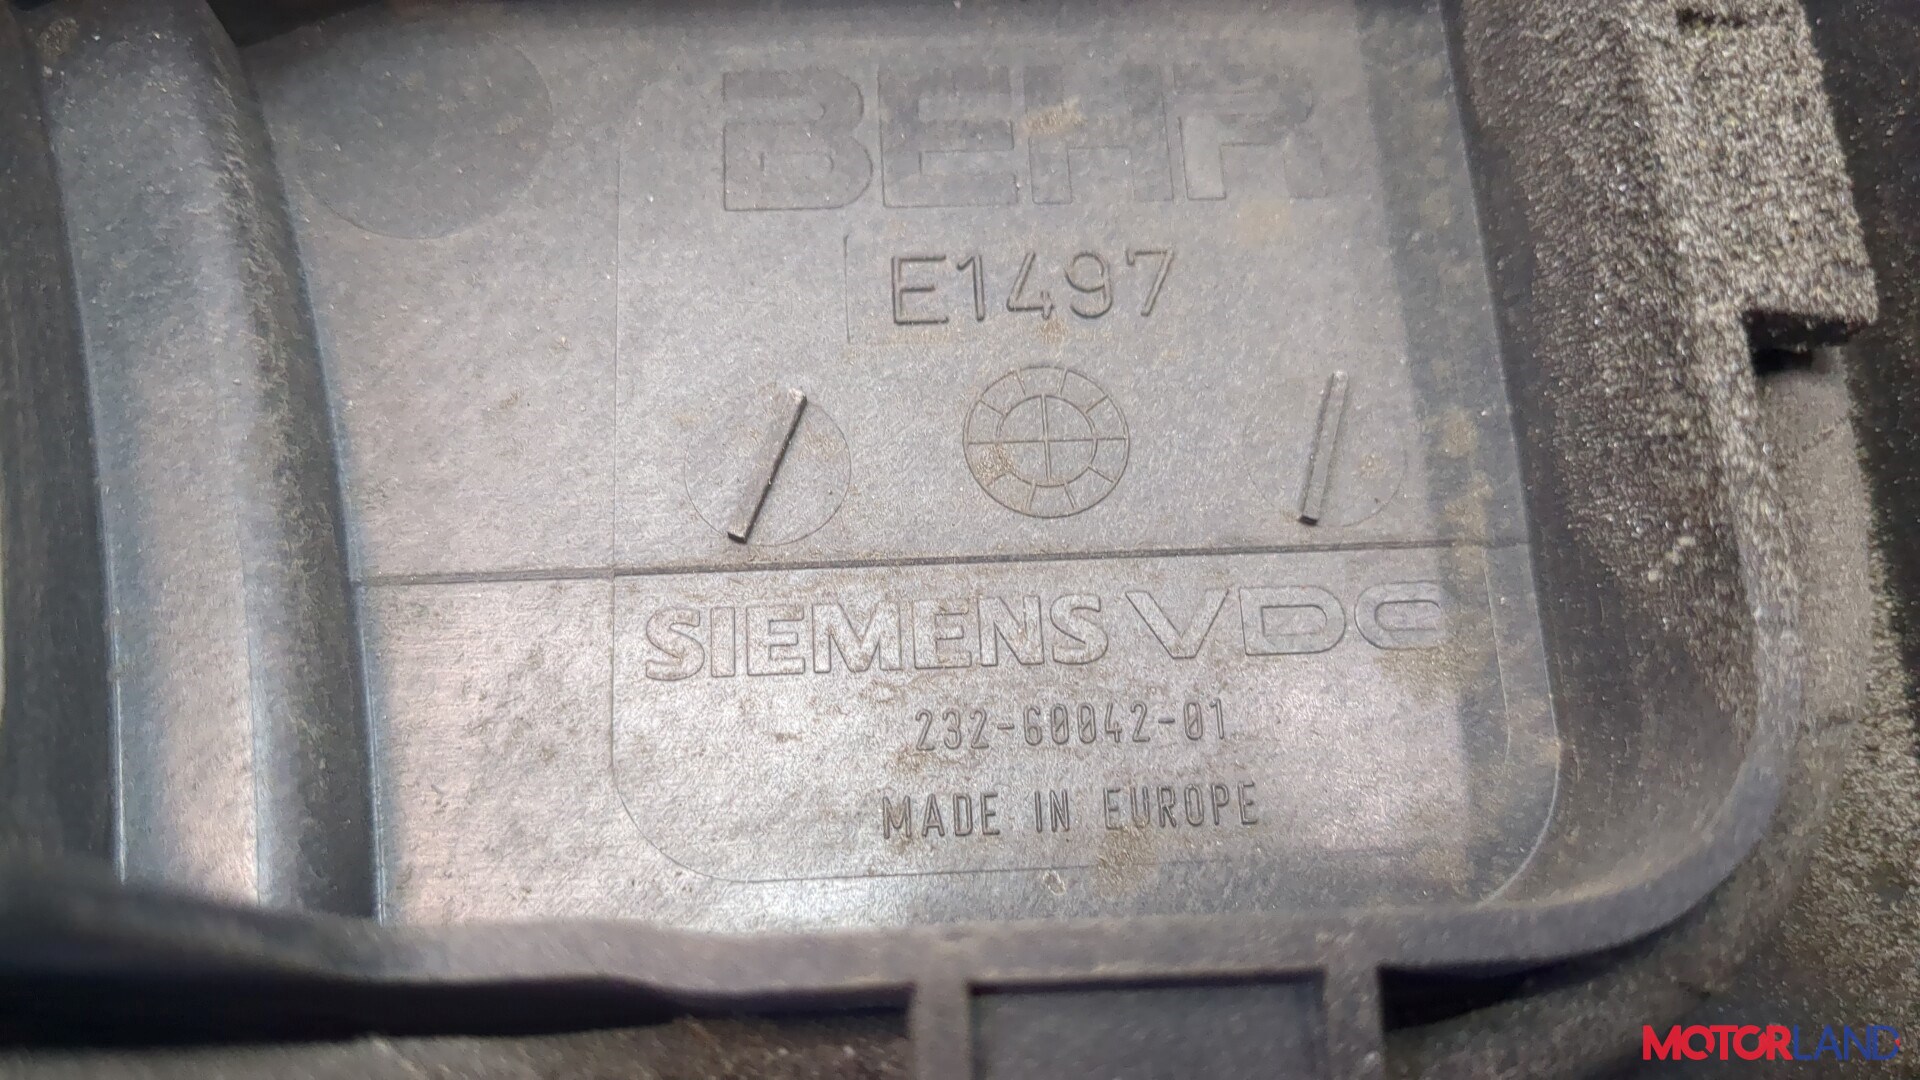 BEHR
E1497
SIEMENS VDO
232-60042-01
MADE IN EUROPE
MOTORLAND